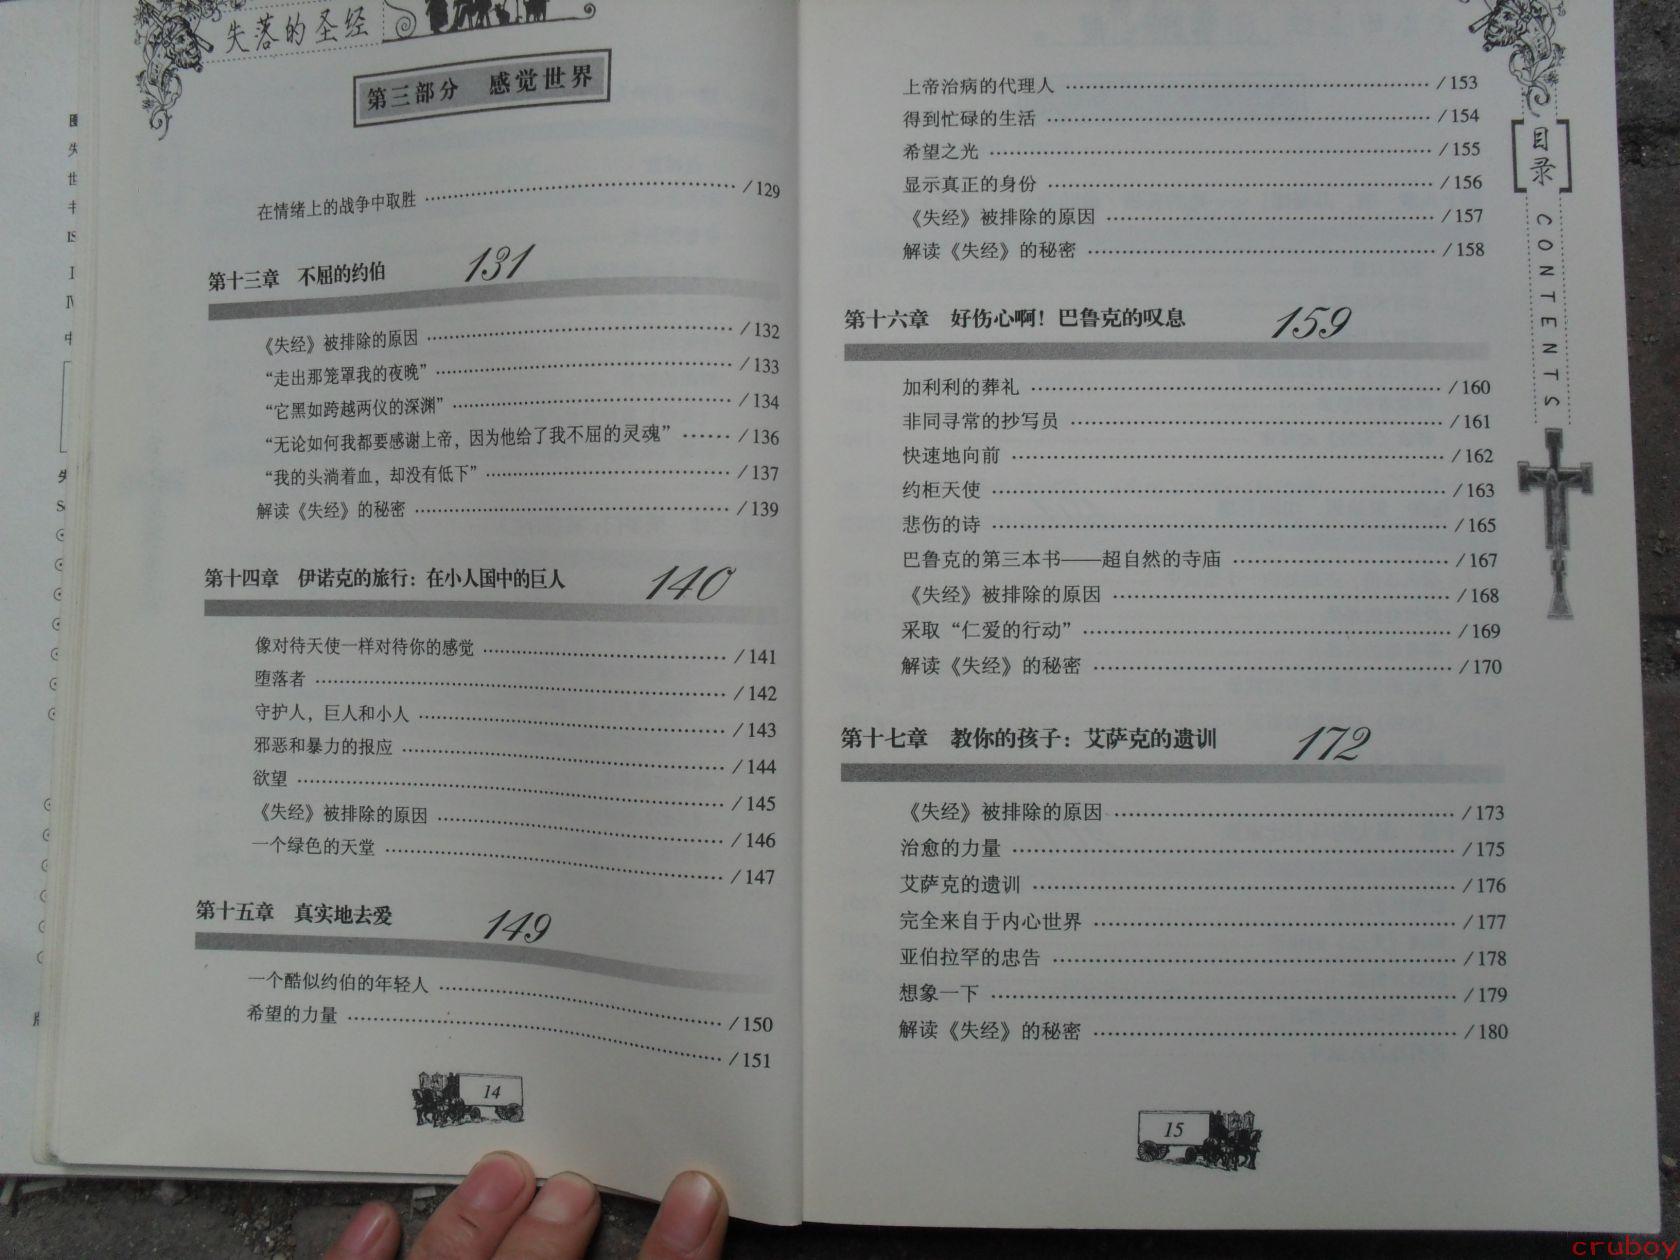 失落的圣经
第三部分 感觉世界
在情绪上的战争中取胜 /129
第十三章 不屈的约伯 131
《失经》被排除的原因 /132
“走出那笼罩我的夜晚” /133
“它黑如跨越两仪的深渊” /134
“无论如何我都要感谢上帝，因为他给了我不屈的灵魂” /136
“我的头淌着血，却没有低下” /137
解读《失经》的秘密 /139
第十四章 伊诺克的旅行：在小人国中的巨人 140
像对待天使一样对待你的感觉 /141
堕落者 /142
守护人，巨人和小人 /143
邪恶和暴力的报应 /144
欲望 /145
《失经》被排除的原因 /146
一个绿色的天堂 /147
第十五章 真实地去爱 149
一个酷似约伯的年轻人 /150
希望的力量 /151
14
上帝治病的代理人 /153
得到忙碌的生活 /154
希望之光 /155
显示真正的身份 /156
《失经》被排除的原因 /157
解读《失经》的秘密 /158
第十六章 好伤心啊！巴鲁克的叹息 159
加利利的葬礼 /160
非同寻常的抄写员 /161
快速地向前 /162
约柜天使 /163
悲伤的诗 /165
巴鲁克的第三本书——超自然的寺庙 /167
《失经》被排除的原因 /168
采取“仁爱的行动” /169
解读《失经》的秘密 /170
第十七章 教你的孩子：艾萨克的遗训 172
《失经》被排除的原因 /173
治愈的力量 /175
艾萨克的遗训 /176
完全来自于内心世界 /177
亚伯拉罕的忠告 /178
想象一下 /179
解读《失经》的秘密 /180
15
目录
CONTENTS
cruboy